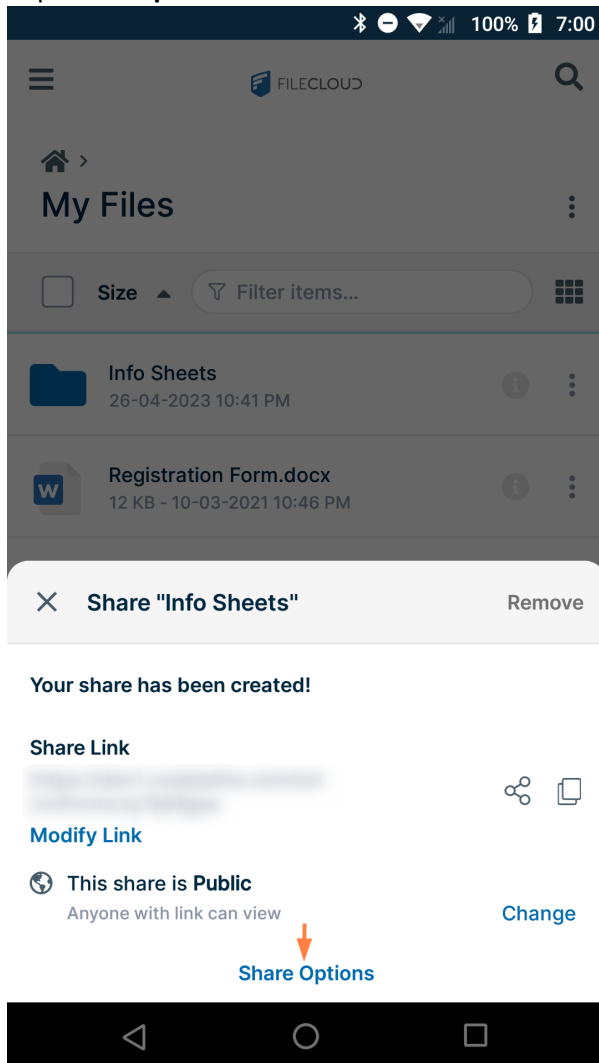 100% 7:00
FILECLOUD
My Files
Size Filter items...
Info Sheets
26-04-2023 10:41 PM
W
Registration Form.docx
12 KB - 10-03-2021 10:46 PM
Share "Info Sheets" Remove
Your share has been created!
Share Link
Modify Link
This share is Public
Anyone with link can view
Change
Share Options